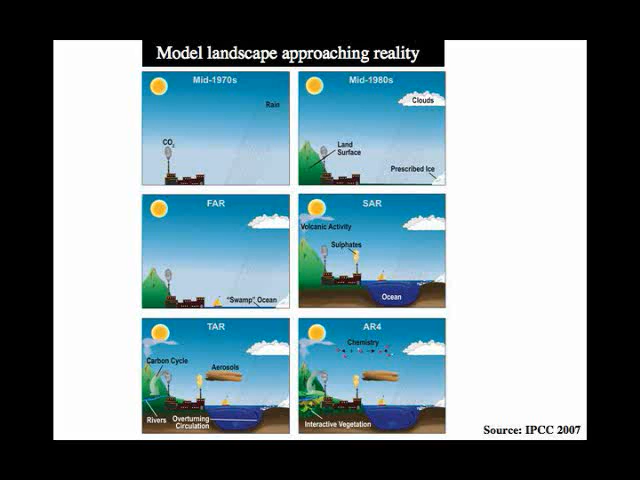 Model landscape approaching reality
Mid-1970s
Mid-1980s
Rain
Clouds
CO2
Land
Surface
Prescribed Ice
FAR
SAR
Volcanic Activity
Sulphates
"Swamp" Ocean
Ocean
TAR
AR4
Chemistry
Carbon Cycle
Aerosols
Rivers
Overturning
Circulation
Interactive Vegetation
Source: IPCC 2007